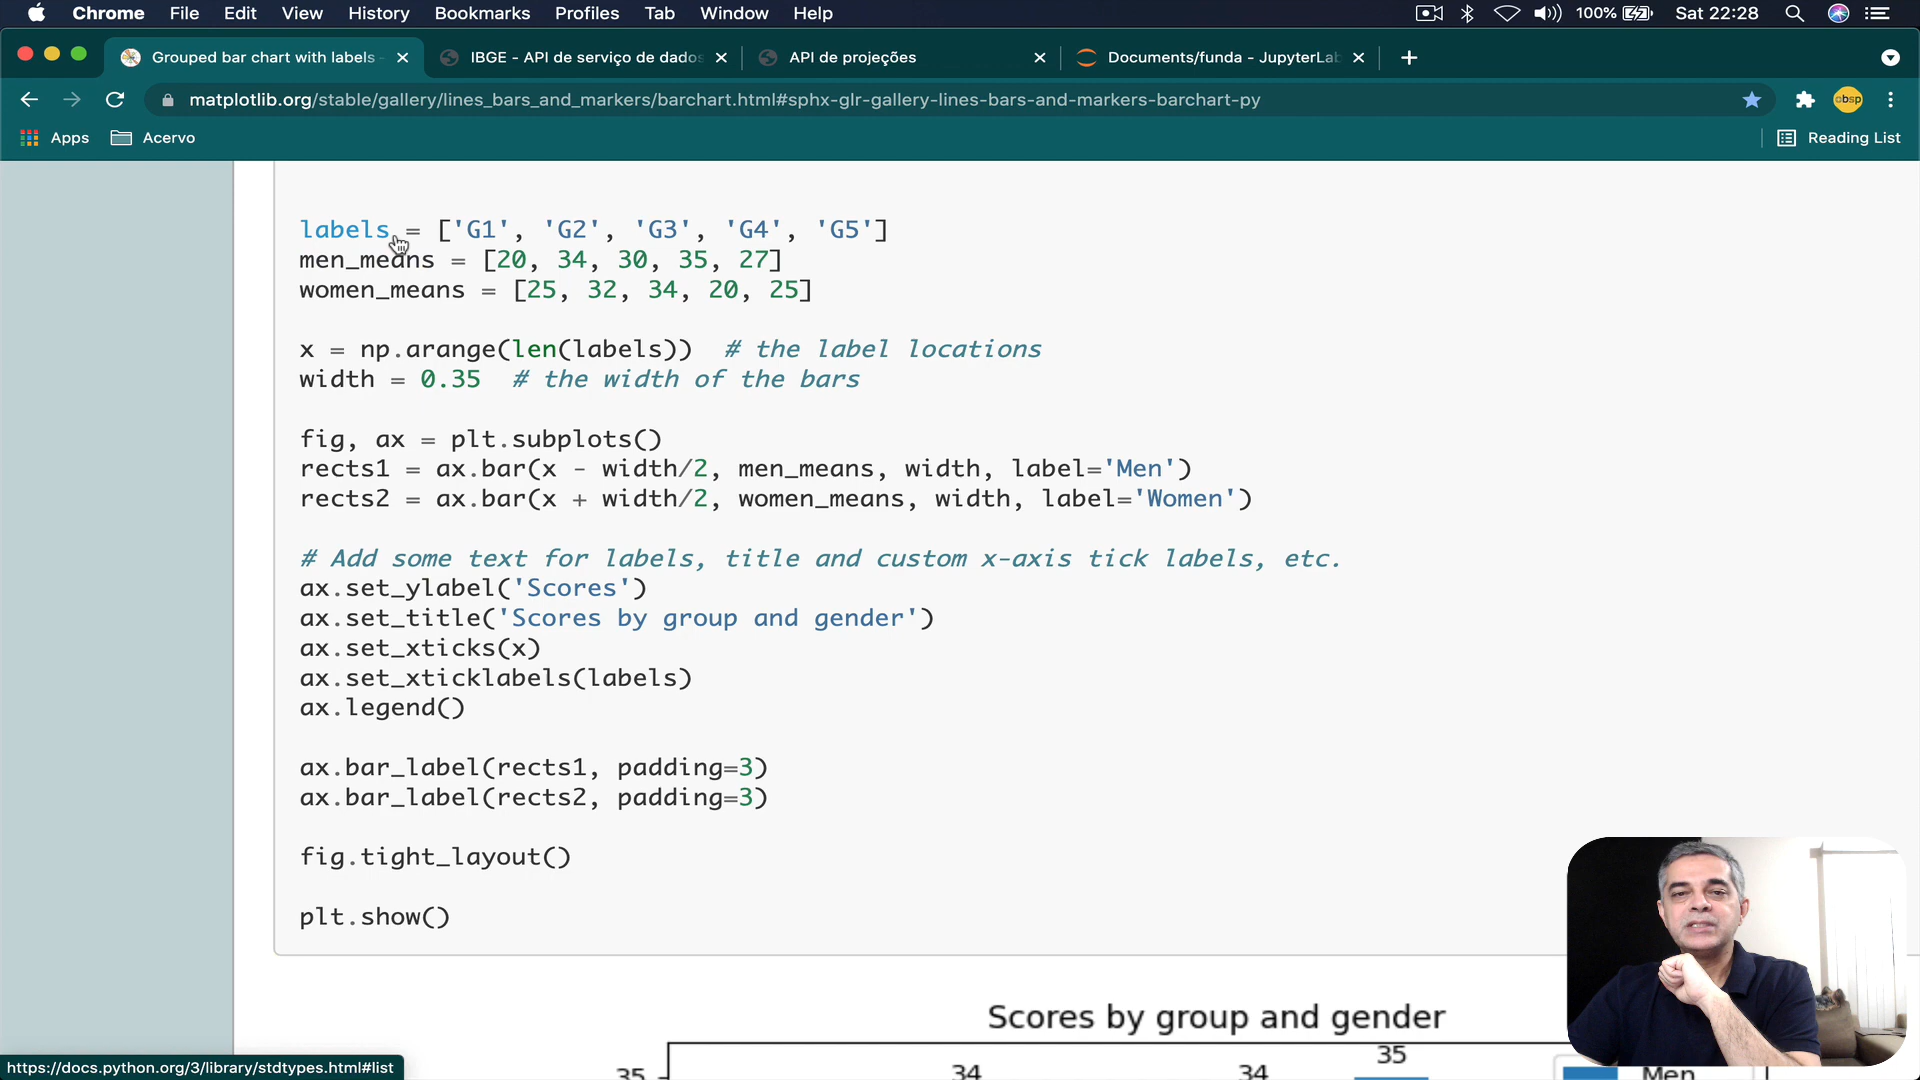 Chrome File Edit View History Bookmarks Profiles Tab Window Help 100% Sat 22:28
Grouped bar chart with labels - IBGE - API de serviço de dados API de projeções Documents/funda - JupyterLab
matplotlib.org/stable/gallery/lines_bars_and_markers/barchart.html#sphx-glr-gallery-lines-bars-and-markers-barchart-py absp
Apps Acervo Reading List
labels = ['G1', 'G2', 'G3', 'G4', 'G5']
men_means = [20, 34, 30, 35, 27]
women_means = [25, 32, 34, 20, 25]
x = np.arange(len(labels))  # the label locations
width = 0.35  # the width of the bars
fig, ax = plt.subplots()
rects1 = ax.bar(x - width/2, men_means, width, label='Men')
rects2 = ax.bar(x + width/2, women_means, width, label='Women')
# Add some text for labels, title and custom x-axis tick labels, etc.
ax.set_ylabel('Scores')
ax.set_title('Scores by group and gender')
ax.set_xticks(x)
ax.set_xticklabels(labels)
ax.legend()
ax.bar_label(rects1, padding=3)
ax.bar_label(rects2, padding=3)
fig.tight_layout()
plt.show()
Scores by group and gender
35
35 34 34 Men
https://docs.python.org/3/library/stdtypes.html#list